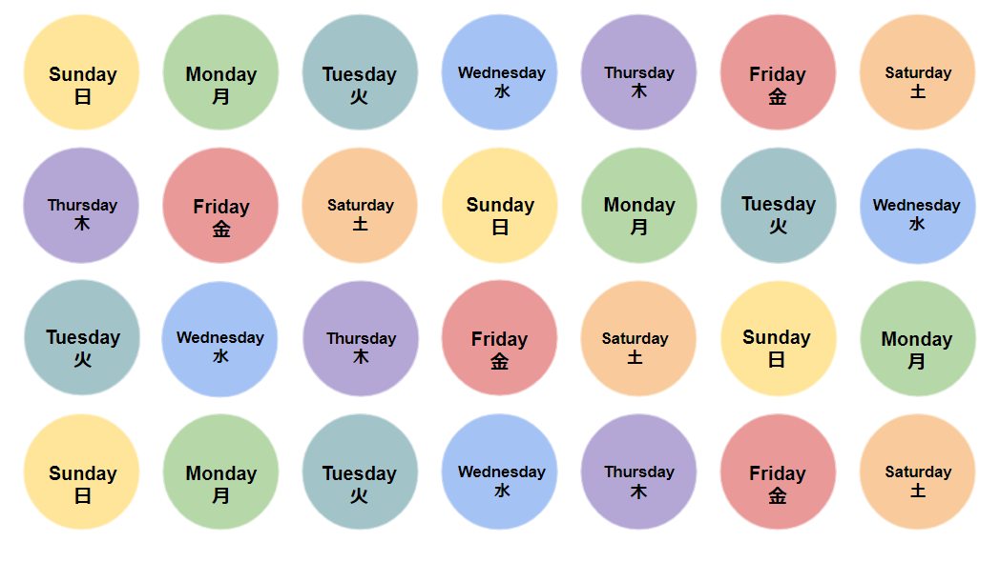 Sunday
日
Monday
月
Tuesday
火
Wednesday
水
Thursday
木
Friday
金
Saturday
土
Thursday
木
Friday
金
Saturday
土
Sunday
日
Monday
月
Tuesday
火
Wednesday
水
Tuesday
火
Wednesday
水
Thursday
木
Friday
金
Saturday
土
Sunday
日
Monday
月
Sunday
日
Monday
月
Tuesday
火
Wednesday
水
Thursday
木
Friday
金
Saturday
土